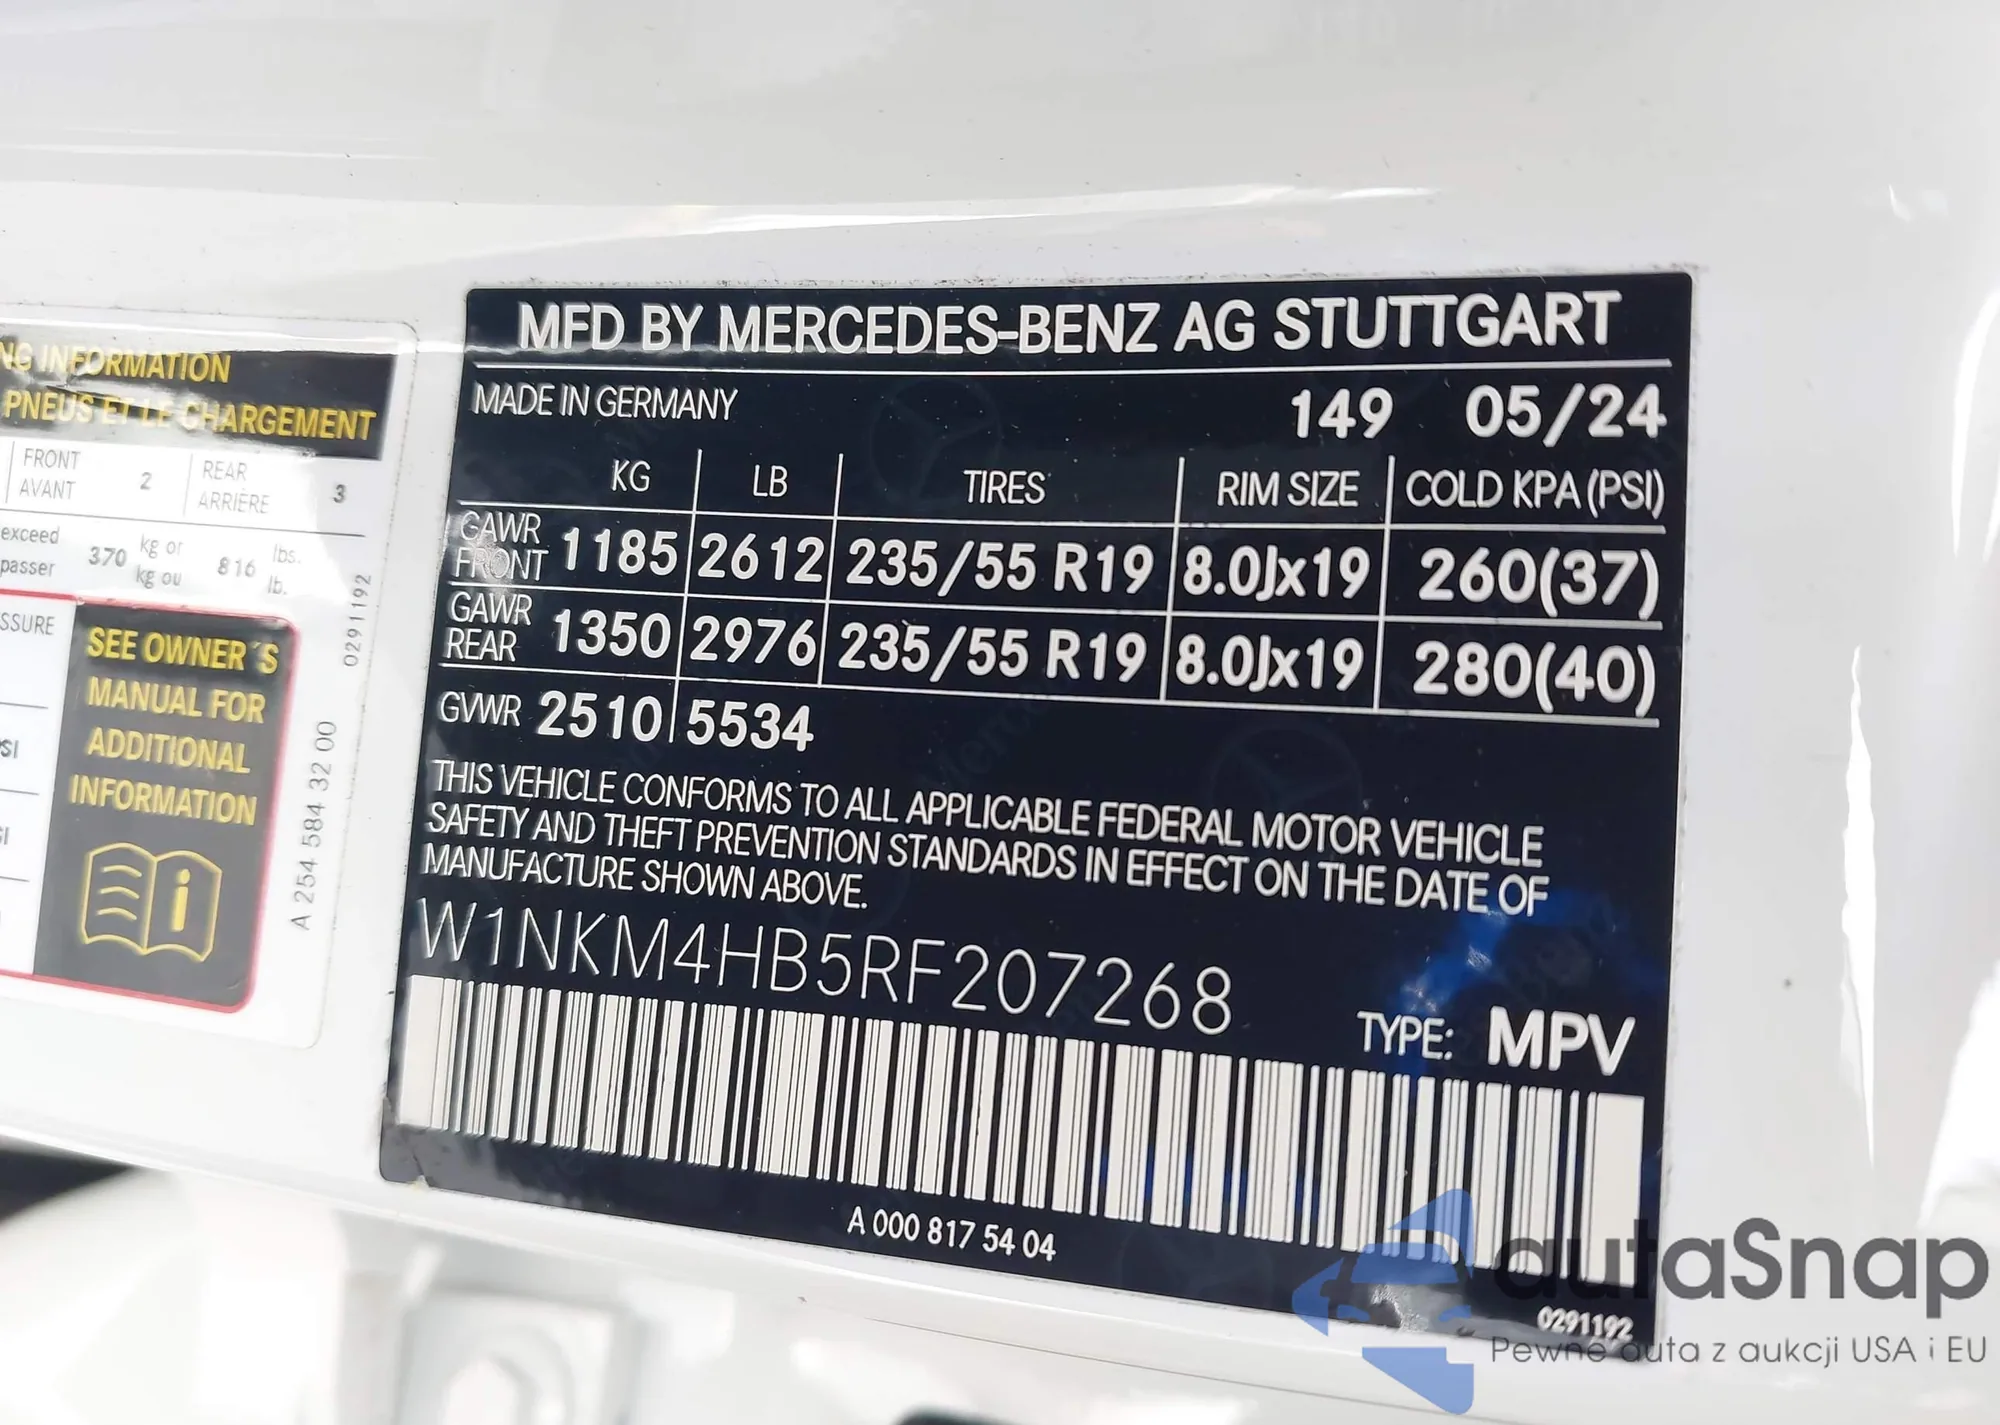 NG INFORMATION
PNEUS ET LE CHARGEMENT
FRONT
AVANT
2
REAR
ARRIÈRE
3
exceed
passer
370
kg or
kg ou
816
lbs.
lb.
SSURE
SI
SI
SEE OWNER´S
MANUAL FOR
ADDITIONAL
INFORMATION
i
0291192
A 254 584 32 00
MFD BY MERCEDES-BENZ AG STUTTGART
MADE IN GERMANY 149 05/24
KG LB TIRES RIM SIZE COLD KPA (PSI)
GAWR
FRONT 1185 2612 235/55 R19 8.0Jx19 260(37)
GAWR
REAR 1350 2976 235/55 R19 8.0Jx19 280(40)
GVWR 2510 5534
THIS VEHICLE CONFORMS TO ALL APPLICABLE FEDERAL MOTOR VEHICLE
SAFETY AND THEFT PREVENTION STANDARDS IN EFFECT ON THE DATE OF
MANUFACTURE SHOWN ABOVE.
W1NKM4HB5RF207268
TYPE: MPV
A 000 817 54 04
0291192
autaSnap
Pewne auta z aukcji USA i EU